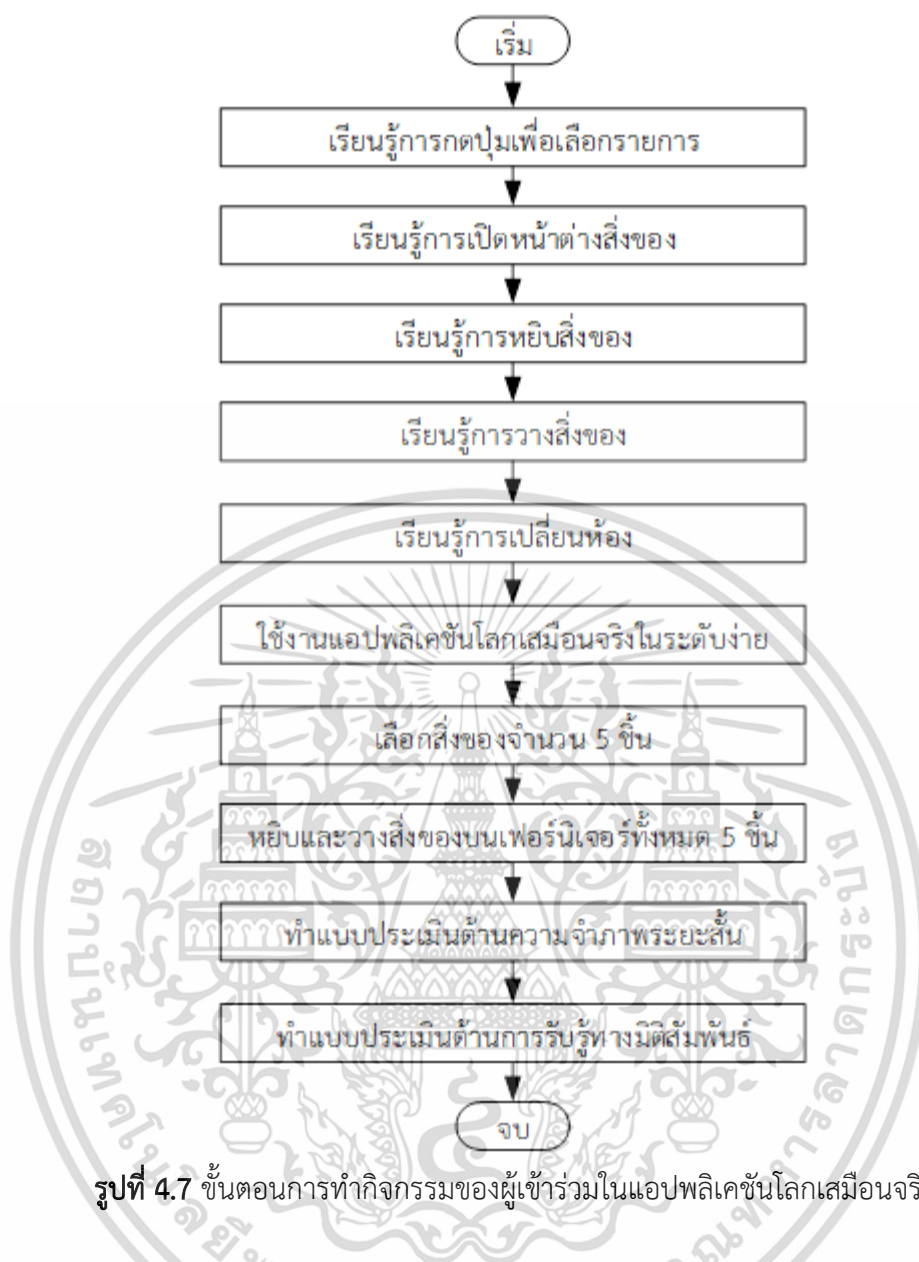 เริ่ม
เรียนรู้การกดปุ่มเพื่อเลือกรายการ
เรียนรู้การเปิดหน้าต่างสิ่งของ
เรียนรู้การหยิบสิ่งของ
เรียนรู้การวางสิ่งของ
เรียนรู้การเปลี่ยนห้อง
ใช้งานแอปพลิเคชันโลกเสมือนจริงในระดับง่าย
เลือกสิ่งของจำนวน 5 ชิ้น
หยิบและวางสิ่งของบนเฟอร์นิเจอร์ทั้งหมด 5 ชิ้น
ทำแบบประเมินด้านความจำภาพระยะสั้น
ทำแบบประเมินด้านการรับรู้ทางมิติสัมพันธ์
จบ
รูปที่ 4.7 ขั้นตอนการทำกิจกรรมของผู้เข้าร่วมในแอปพลิเคชันโลกเสมือนจริ